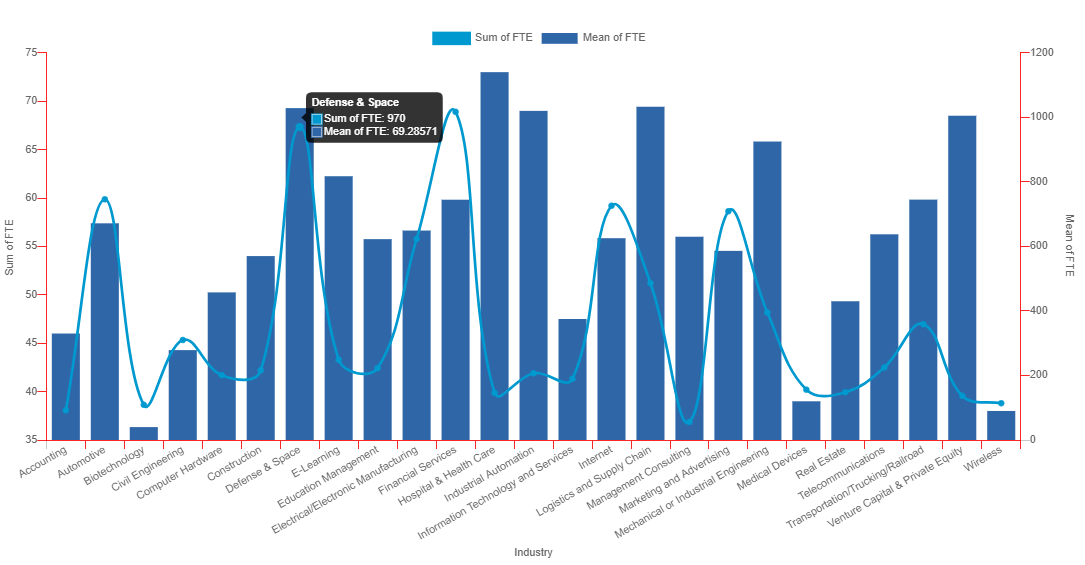 Sum of FTE
Mean of FTE
75
70
65
60
55
50
45
40
35
1200
1000
800
600
400
200
0
Sum of FTE
Mean of FTE
Defense & Space
Sum of FTE: 970
Mean of FTE: 69.28571
Accounting
Automotive
Biotechnology
Civil Engineering
Computer Hardware
Construction
Defense & Space
E-Learning
Education Management
Electrical/Electronic Manufacturing
Financial Services
Hospital & Health Care
Industrial Automation
Information Technology and Services
Internet
Logistics and Supply Chain
Management Consulting
Marketing and Advertising
Mechanical or Industrial Engineering
Medical Devices
Real Estate
Telecommunications
Transportation/Trucking/Railroad
Venture Capital & Private Equity
Wireless
Industry